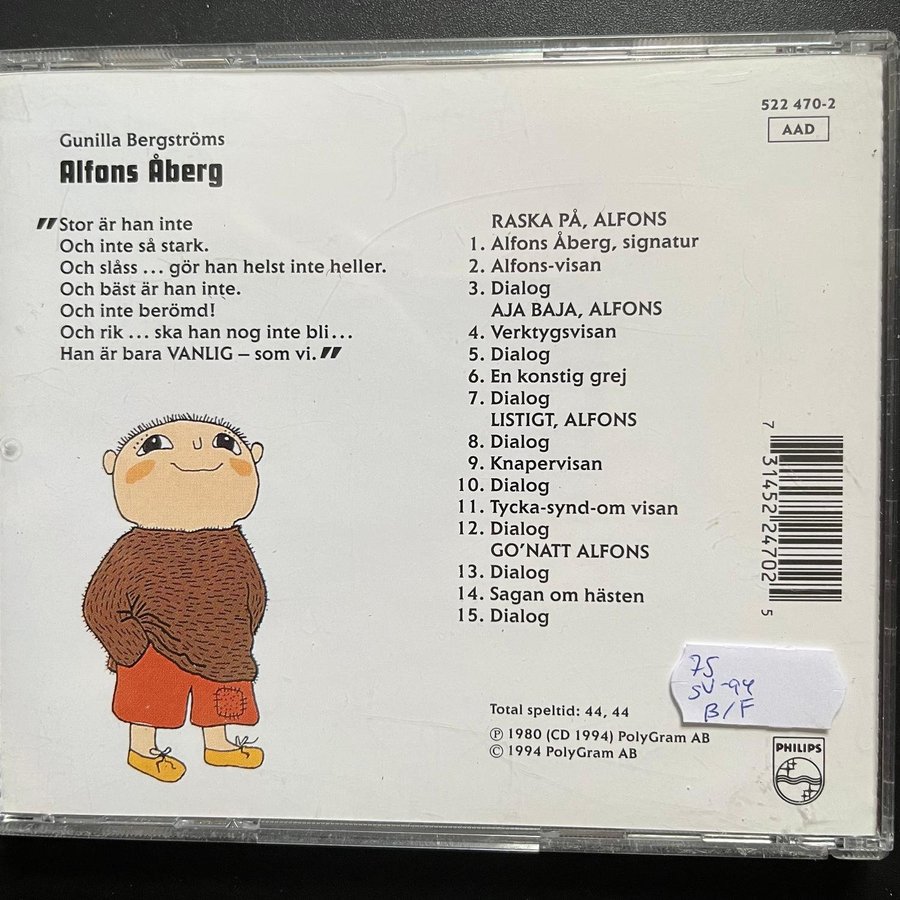 522 470-2
AAD
Gunilla Bergströms
Alfons Åberg
"Stor är han inte
Och inte så stark.
Och slåss ... gör han helst inte heller.
Och bäst är han inte.
Och inte berömd!
Och rik ... ska han nog inte bli ...
Han är bara VANLIG – som vi."
RASKA PÅ, ALFONS
1. Alfons Åberg, signatur
2. Alfons-visan
3. Dialog
AJA BAJA, ALFONS
4. Verktygsvisan
5. Dialog
6. En konstig grej
7. Dialog
LISTIGT, ALFONS
8. Dialog
9. Knapervisan
10. Dialog
11. Tycka-synd-om visan
12. Dialog
GO'NATT ALFONS
13. Dialog
14. Sagan om hästen
15. Dialog
7 31452 24702 5
75
SV-94
B/F
Total speltid: 44, 44
℗ 1980 (CD 1994) PolyGram AB
© 1994 PolyGram AB
PHILIPS